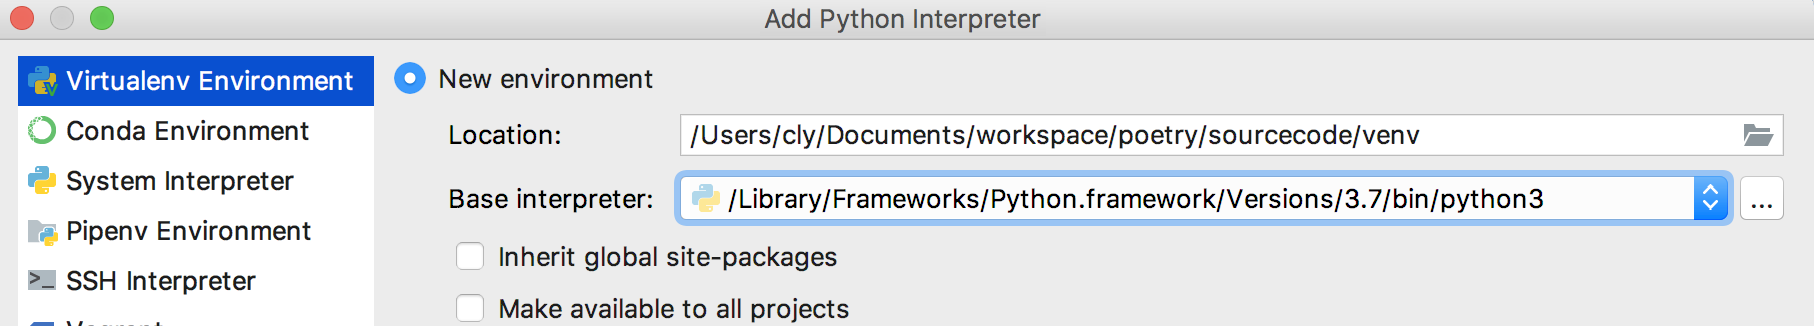 Add Python Interpreter
Virtualenv Environment
Conda Environment
System Interpreter
Pipenv Environment
SSH Interpreter
New environment
Location: /Users/cly/Documents/workspace/poetry/sourcecode/venv
Base interpreter: /Library/Frameworks/Python.framework/Versions/3.7/bin/python3 ...
Inherit global site-packages
Make available to all projects